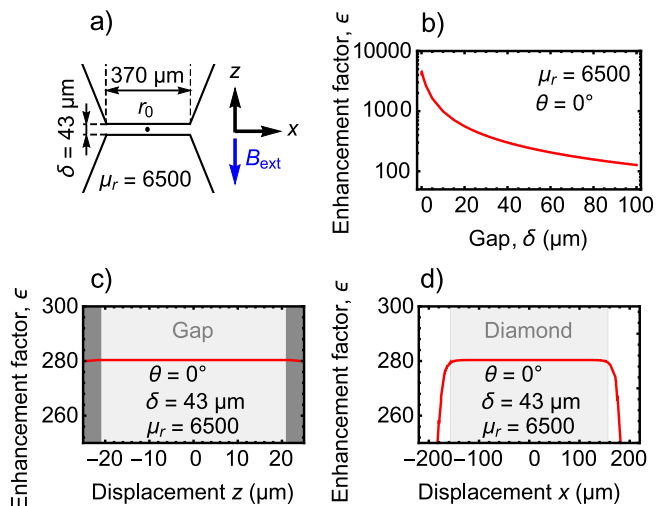 a)
370 μm
r₀
δ = 43 μm
μᵣ = 6500
z
x
B_ext
b)
Enhancement factor, ϵ
10000
1000
100
μᵣ = 6500
θ = 0°
0 20 40 60 80 100
Gap, δ (μm)
c)
Enhancement factor, ϵ
300
280
260
Gap
θ = 0°
δ = 43 μm
μᵣ = 6500
−20 −10 0 10 20
Displacement z (μm)
d)
Enhancement factor, ϵ
300
280
260
Diamond
θ = 0°
δ = 43 μm
μᵣ = 6500
−200 −100 0 100 200
Displacement x (μm)